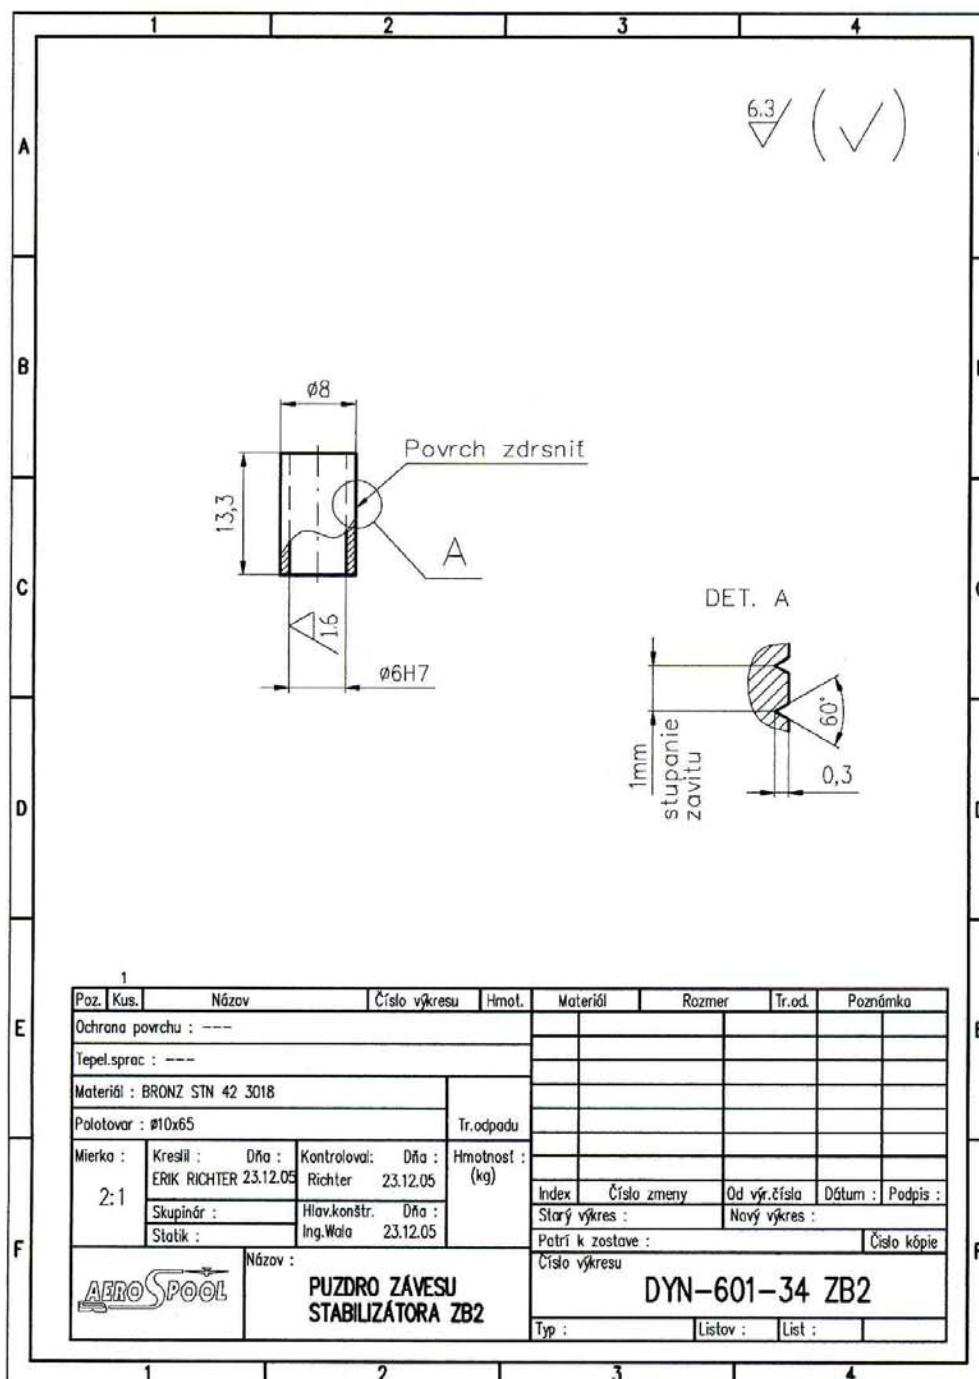 1 2 3 4
A
6.3
B
ø8
Povrch zdrsniť
13,3
A
C
1.6
DET. A
ø6H7
60°
1mm
stupanie
závitu
0,3
D
1
Poz. Kus. Názov Číslo výkresu Hmot. Materiál Rozmer Tr.od. Poznámka
E
Ochrana povrchu : ---
Tepel.sprac : ---
Materiál : BRONZ STN 42 3018
Polotovar : ø10x65 Tr.odpadu
Mierka : Kreslil : Dňa : Kontroloval: Dňa : Hmotnosť :
2:1 ERIK RICHTER 23.12.05 Richter 23.12.05 (kg)
Index Číslo zmeny Od výr.čísla Dátum : Podpis :
Skupinár : Hlav.konštr. Dňa : Starý výkres : Nový výkres :
Statik : Ing.Wala 23.12.05
F
Patrí k zostave : Číslo kópie
AEROSPOOL
Názov :
PUZDRO ZÁVESU
STABILIZÁTORA ZB2
Číslo výkresu
DYN-601-34 ZB2
Typ : Listov : List :
1 2 3 4